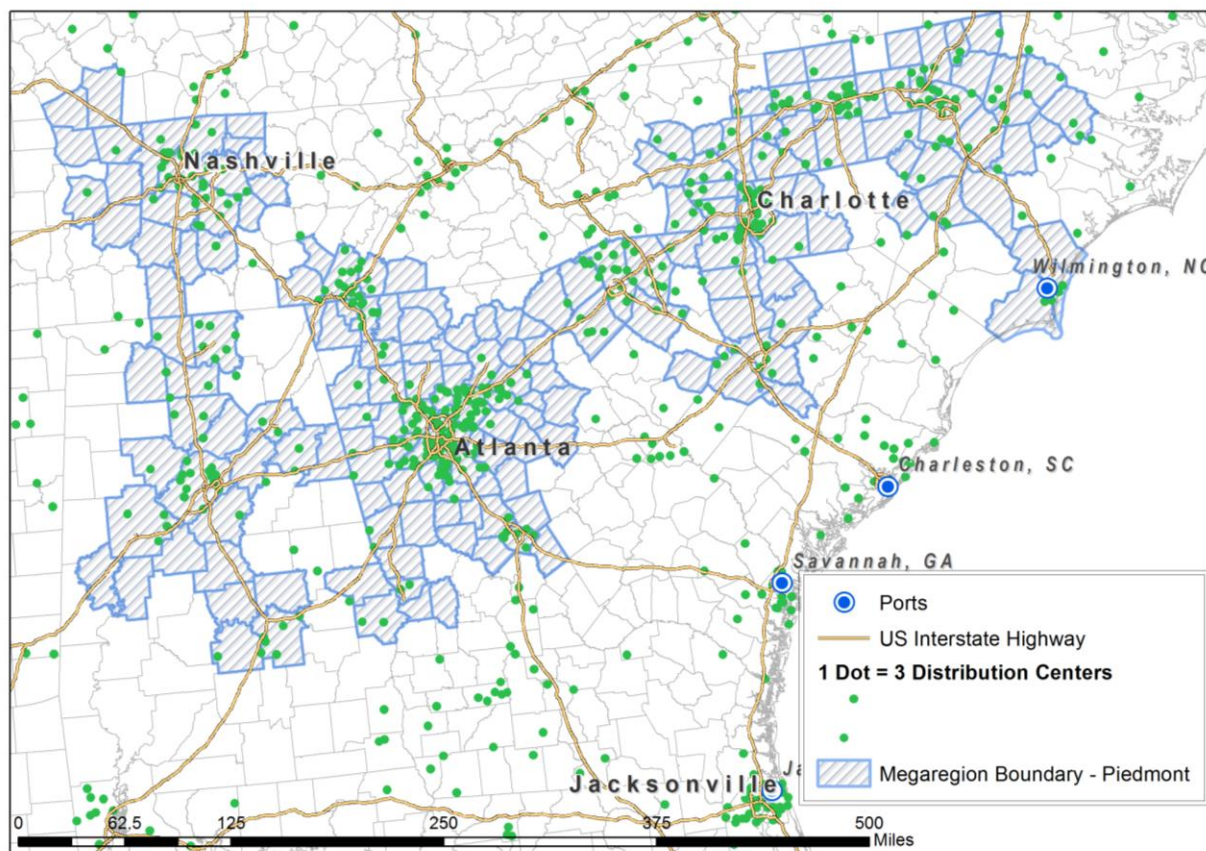 Nashville
Charlotte
Wilmington, NC
Atlanta
Charleston, SC
Savannah, GA
Ports
US Interstate Highway
1 Dot = 3 Distribution Centers
Megaregion Boundary - Piedmont
Jacksonville
Ja
0 62.5 125 250 375 500
Miles